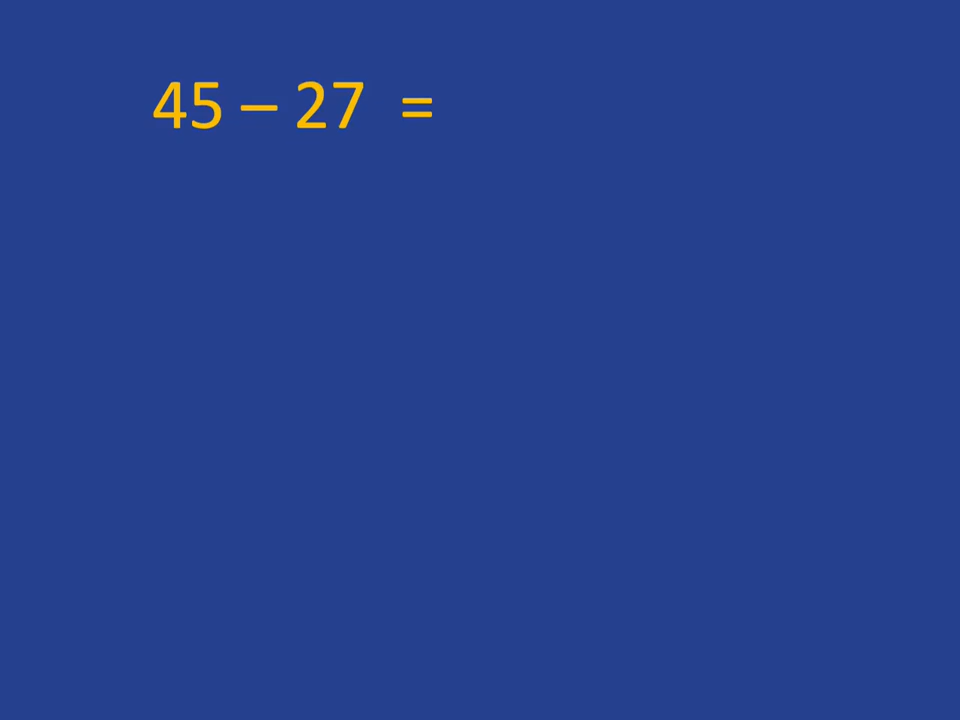 45 – 27 =